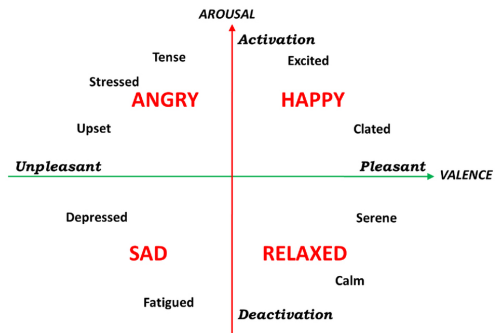 AROUSAL
Activation
Tense
Excited
Stressed
ANGRY
HAPPY
Upset
Clated
Unpleasant
Pleasant
VALENCE
Depressed
Serene
SAD
RELAXED
Calm
Fatigued
Deactivation